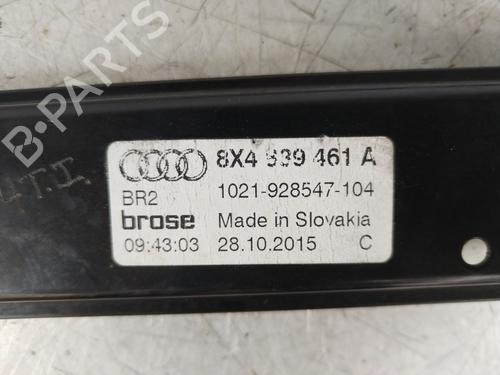 8X4 839 461 A
BR2 1021-928547-104
brose Made in Slovakia
09:43:03 28.10.2015 C
B-PARTS